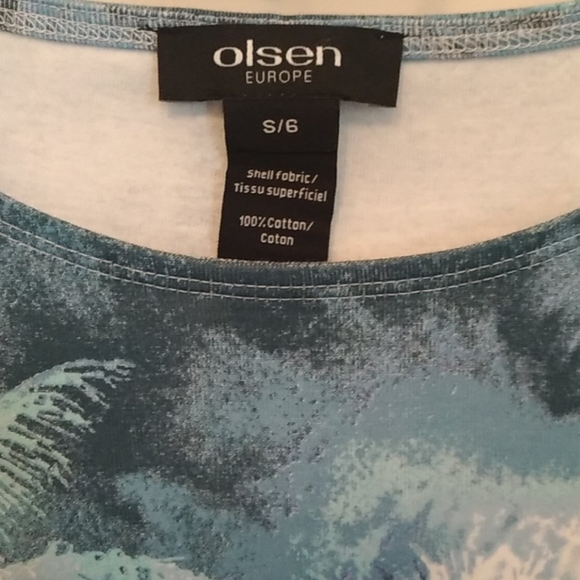 olsen
EUROPE
S/6
Shell fabric/
Tissu superficiel
100% Cotton/
Coton